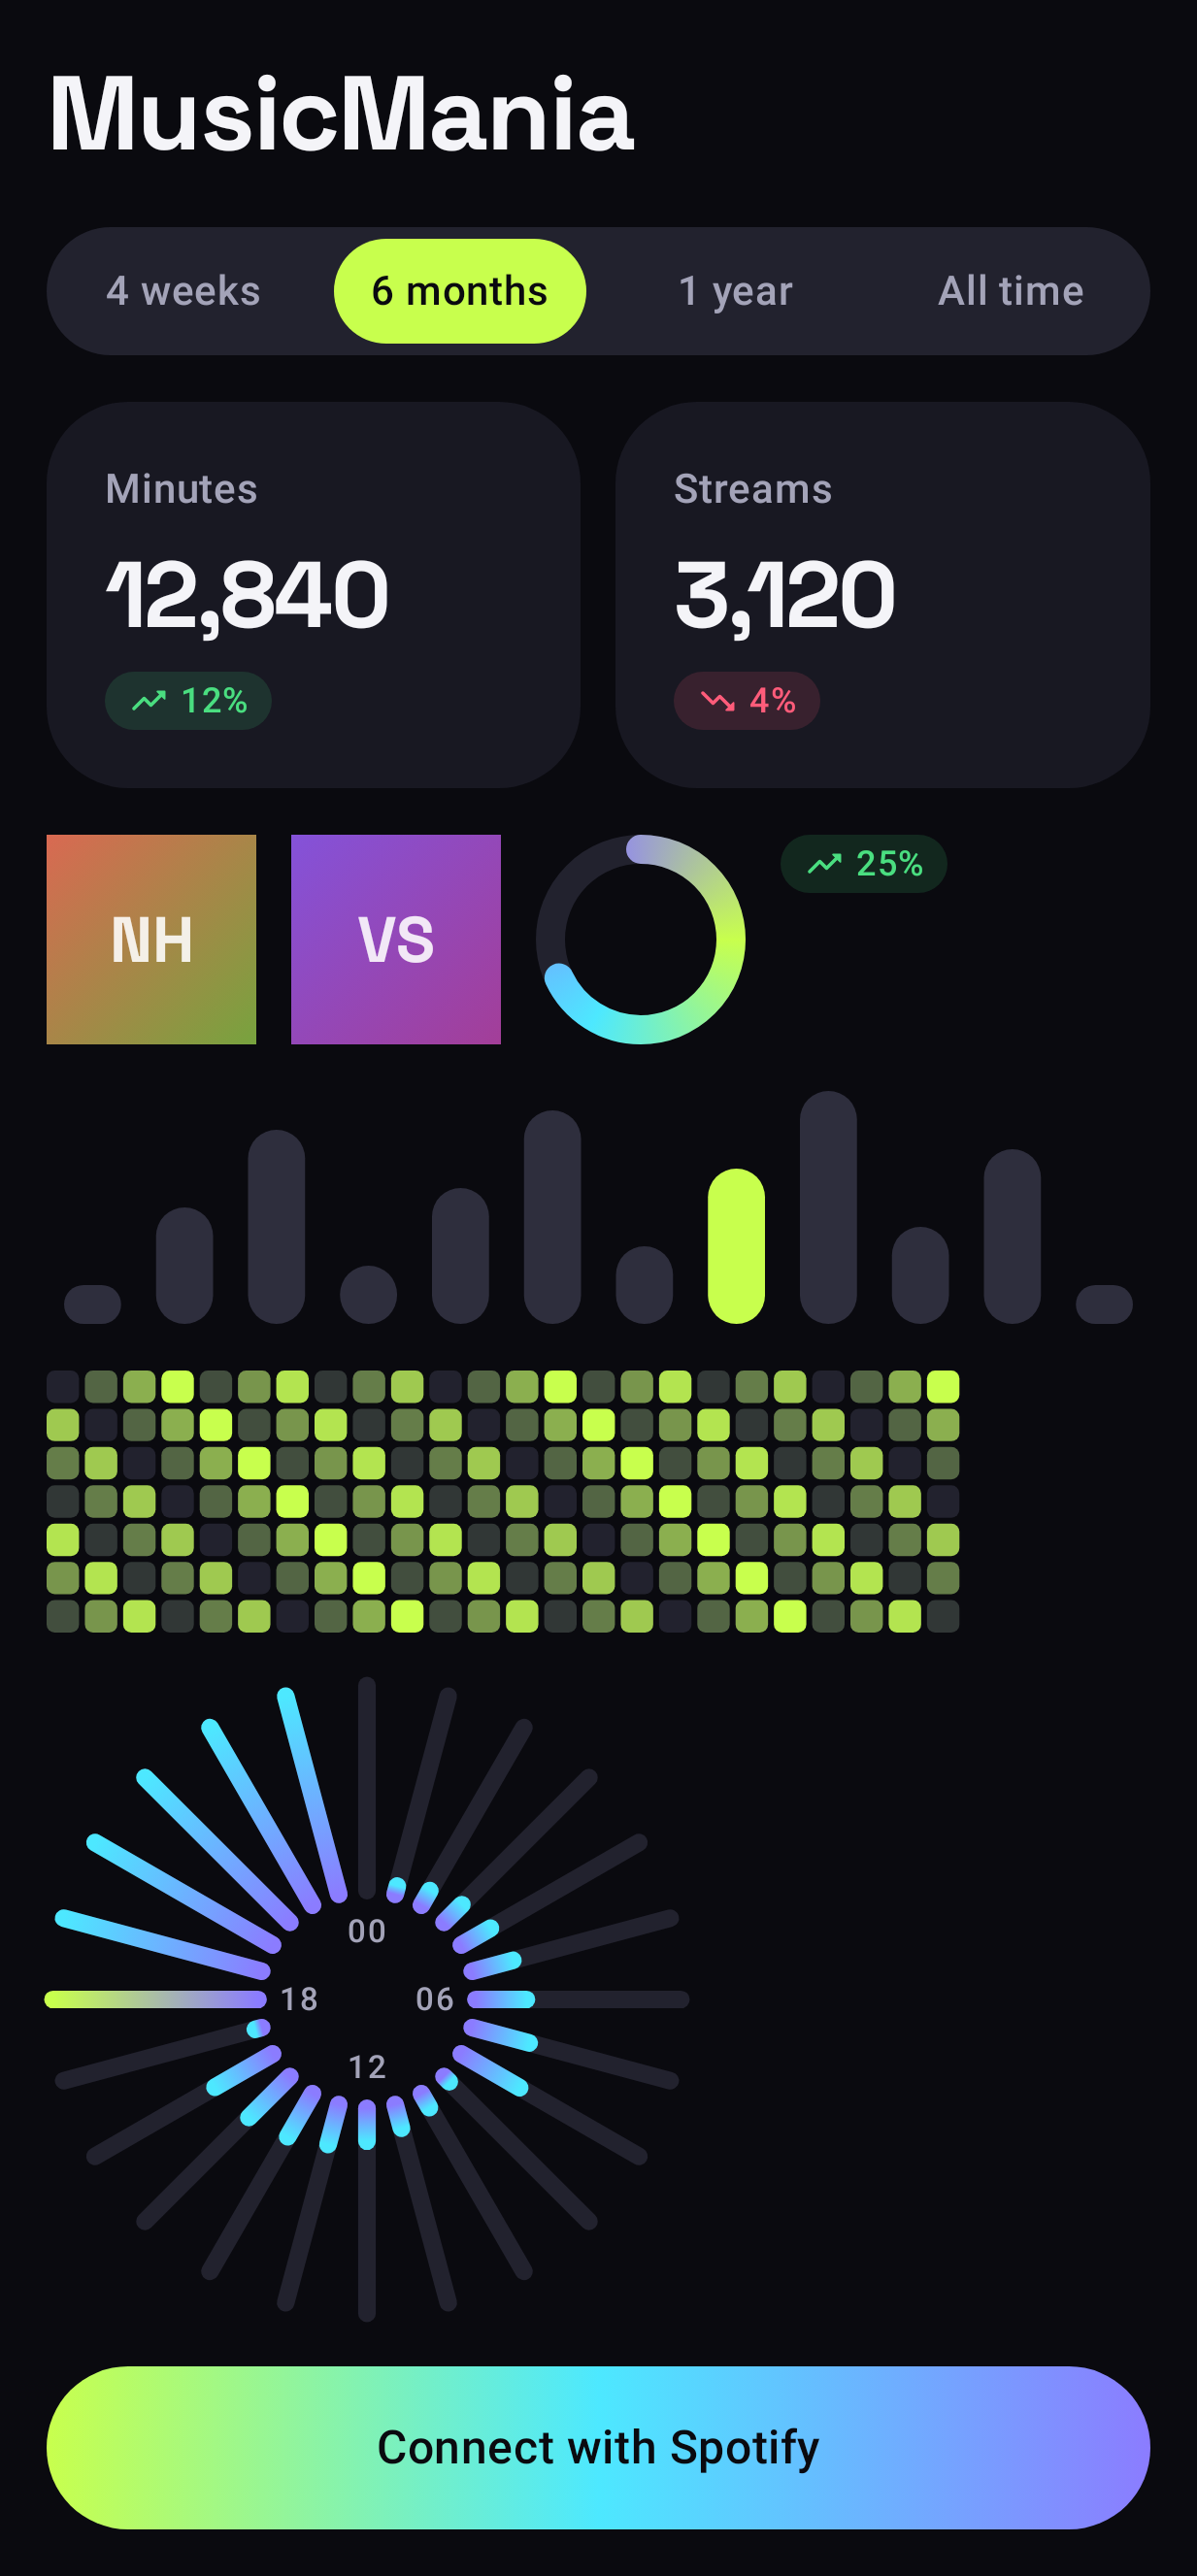 MusicMania
4 weeks 6 months 1 year All time
Minutes Streams
12,840 3,120
12% 4%
25%
NH VS
00
18 06
12
Connect with Spotify